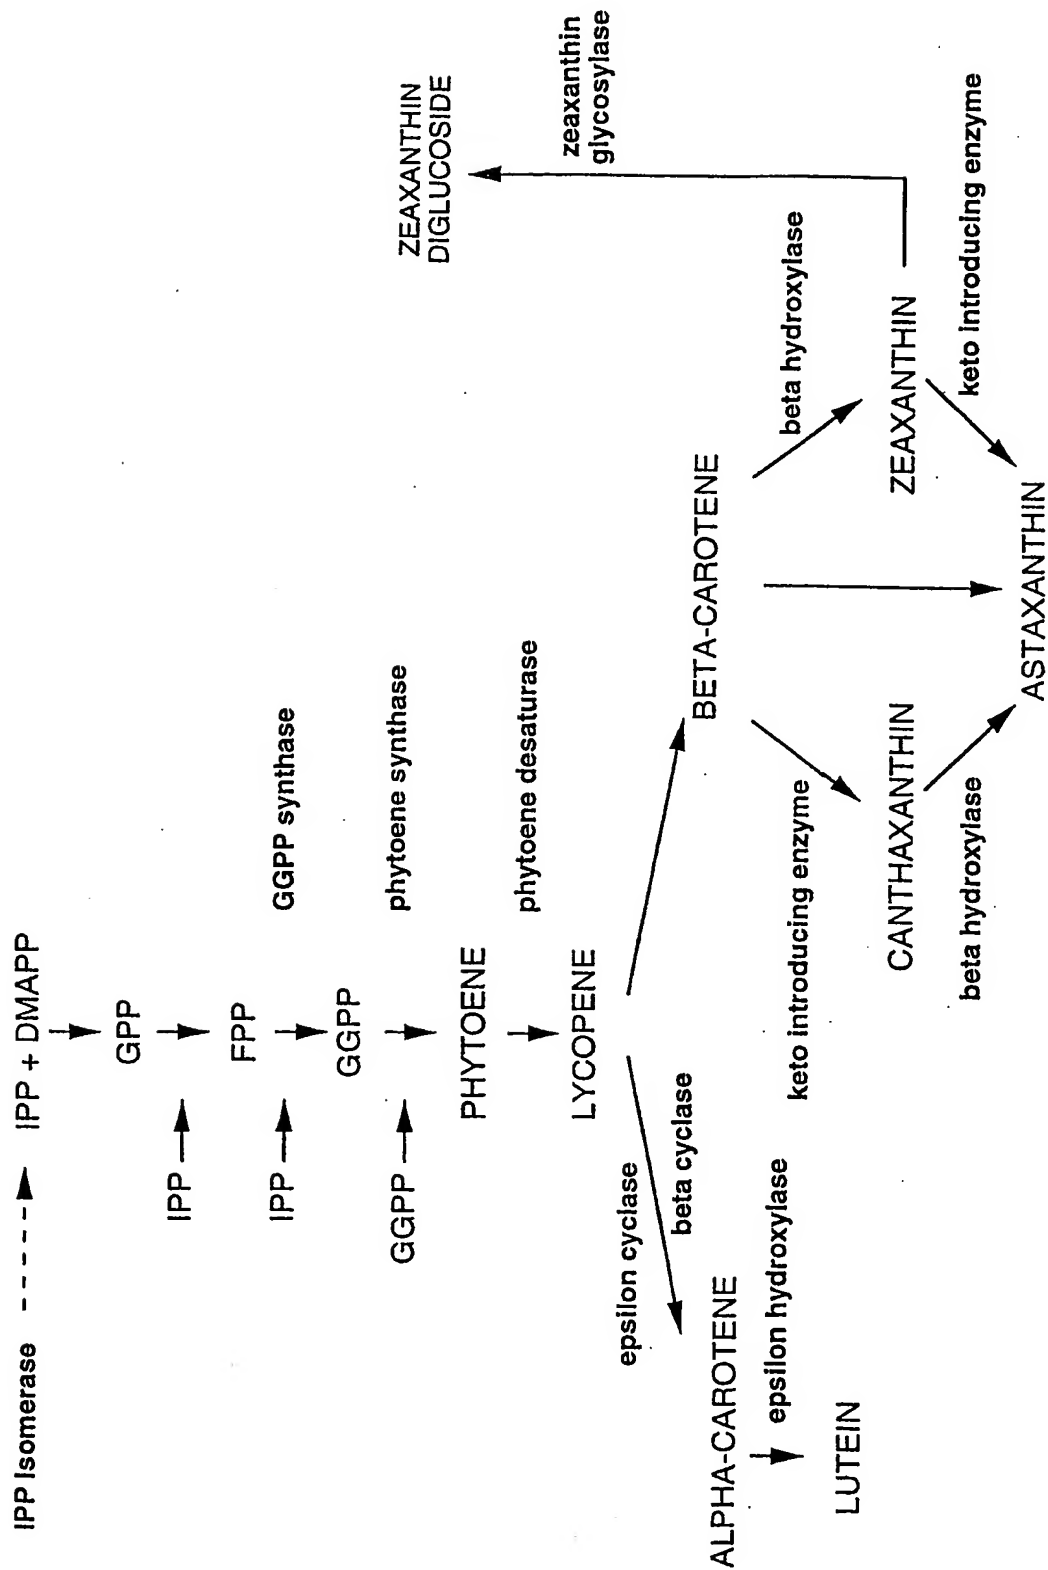 IPP Isomerase
IPP + DMAPP
GPP
IPP
FPP
IPP
GGPP synthase
GGPP
GGPP
phytoene synthase
PHYTOENE
phytoene desaturase
LYCOPENE
epsilon cyclase
beta cyclase
ALPHA-CAROTENE
BETA-CAROTENE
epsilon hydroxylase
keto introducing enzyme
beta hydroxylase
LUTEIN
CANTHAXANTHIN
ZEAXANTHIN
beta hydroxylase
keto introducing enzyme
ASTAXANTHIN
zeaxanthin
glycosylase
ZEAXANTHIN
DIGLUCOSIDE